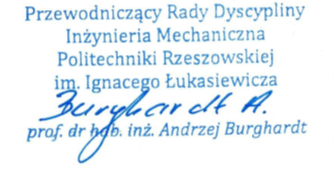 Przewodniczący Rady Dyscypliny
Inżynieria Mechaniczna
Politechniki Rzeszowskiej
im. Ignacego Łukasiewicza
Burghardt A.
prof. dr hab. inż. Andrzej Burghardt